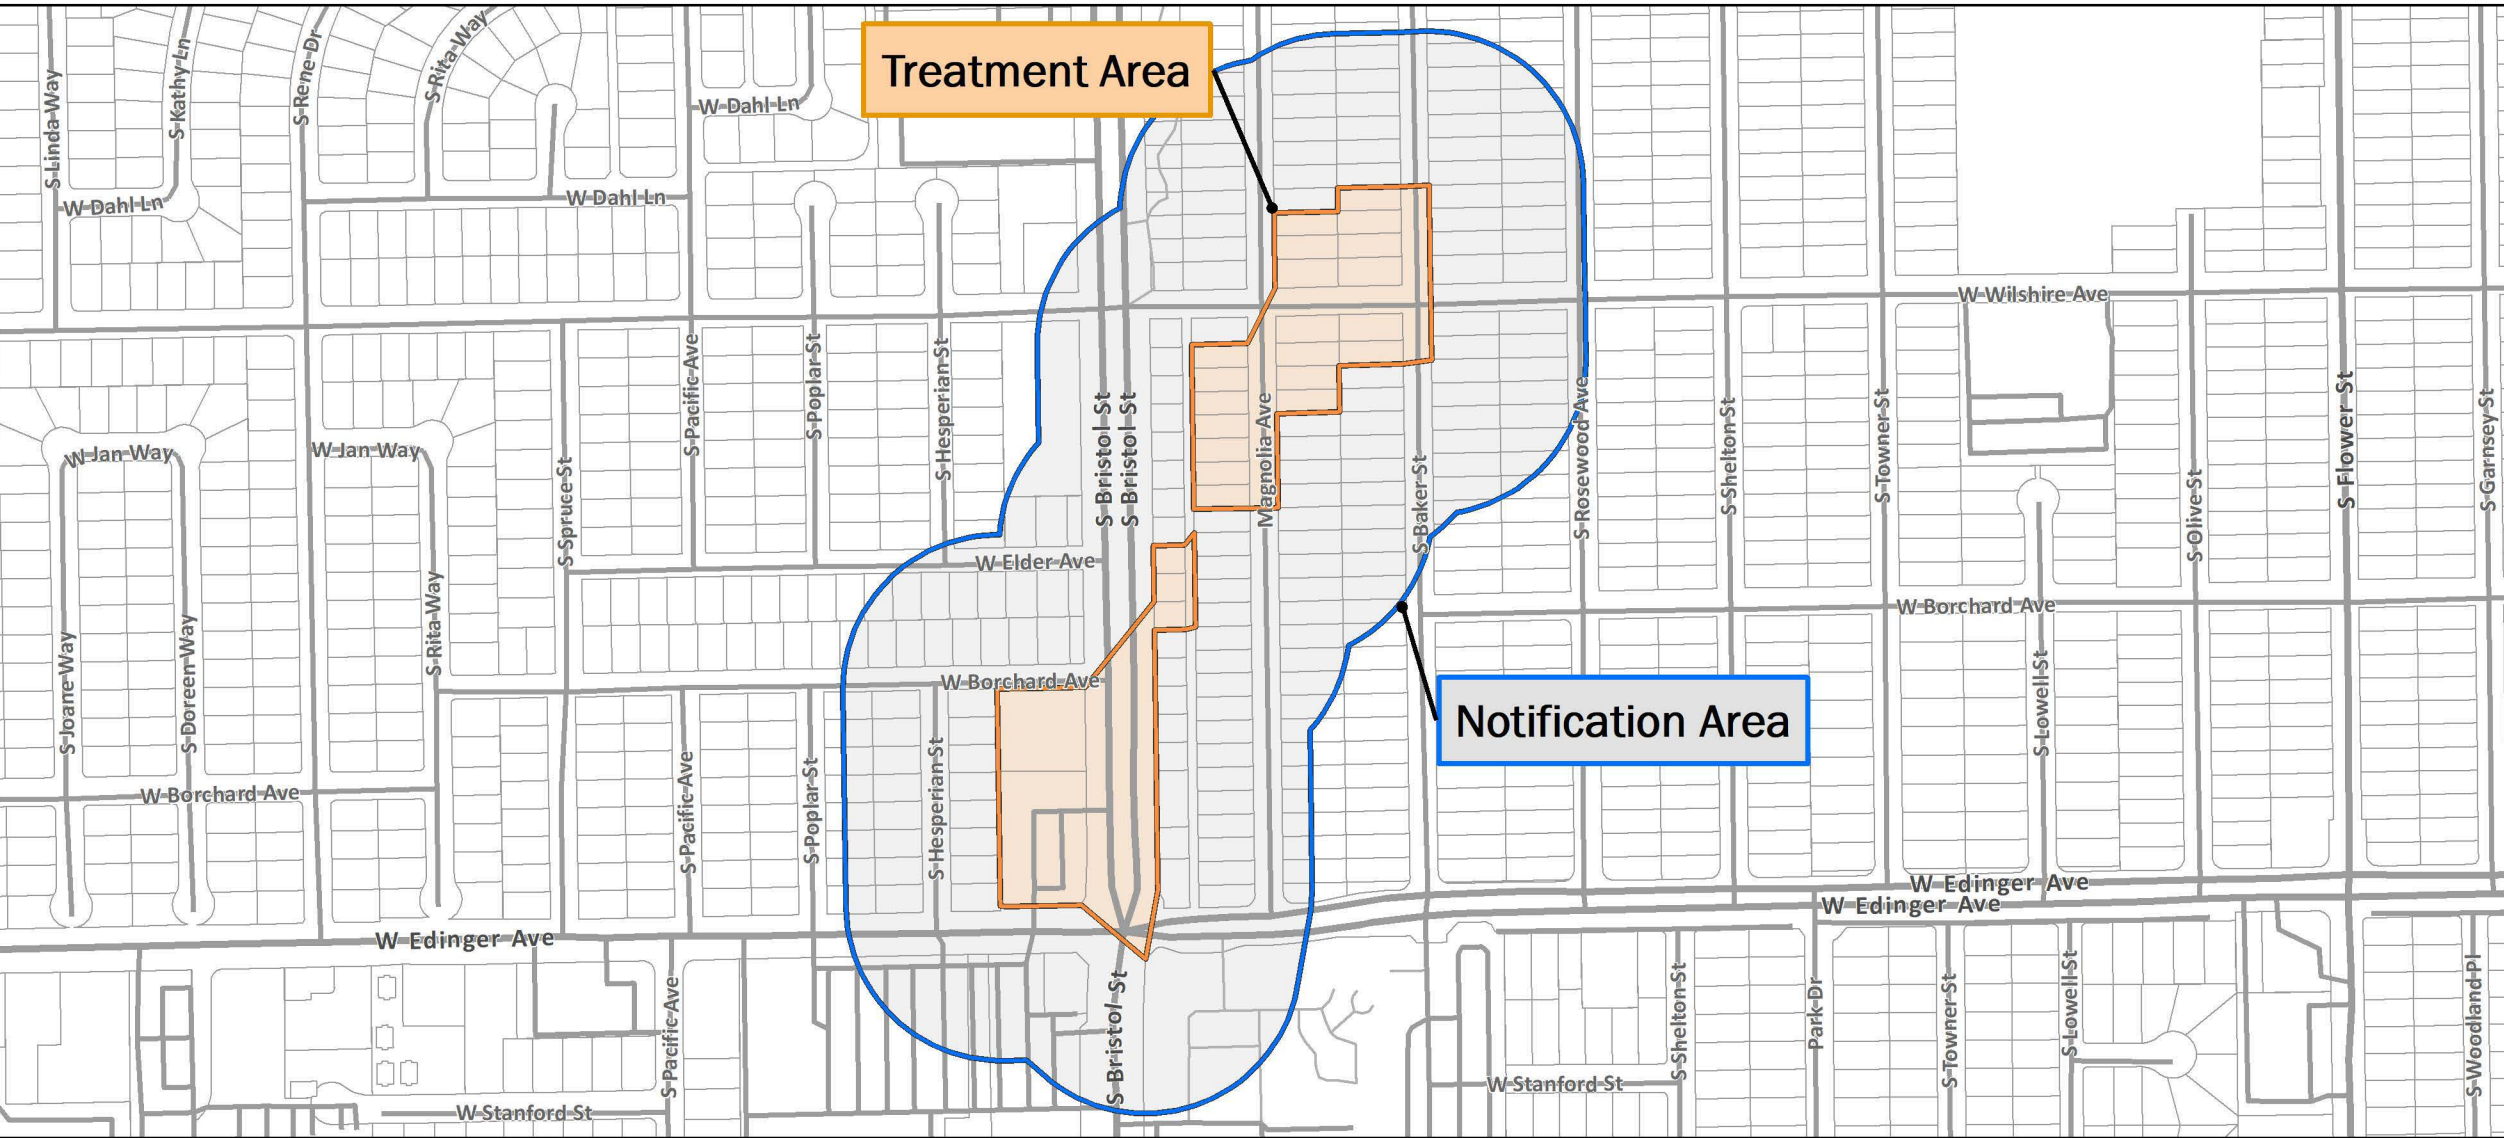 S Linda Way
S Kathy Ln
S Rene Dr
S Rita Way
Treatment Area
W Dahl Ln
W Dahl Ln
W Dahl Ln
W Wilshire Ave
S Pacific Ave
S Poplar St
S Hesperian St
S Bristol St
S Bristol St
Magnolia Ave
S Rosewood Ave
S Shelton St
S Towner St
S Flower St
S Garnsey St
W Jan Way
W Jan Way
S Spruce St
S Baker St
S Olive St
W Elder Ave
W Borchard Ave
S Joane Way
S Doreen Way
S Rita Way
W Borchard Ave
Notification Area
S Lowell St
W Borchard Ave
S Pacific Ave
S Poplar St
S Hesperian St
W Edinger Ave
W Edinger Ave
W Edinger Ave
S Pacific Ave
S Bristol St
S Shelton St
Park Dr
S Towner St
S Lowell St
S Woodland Pl
W Stanford St
W Stanford St